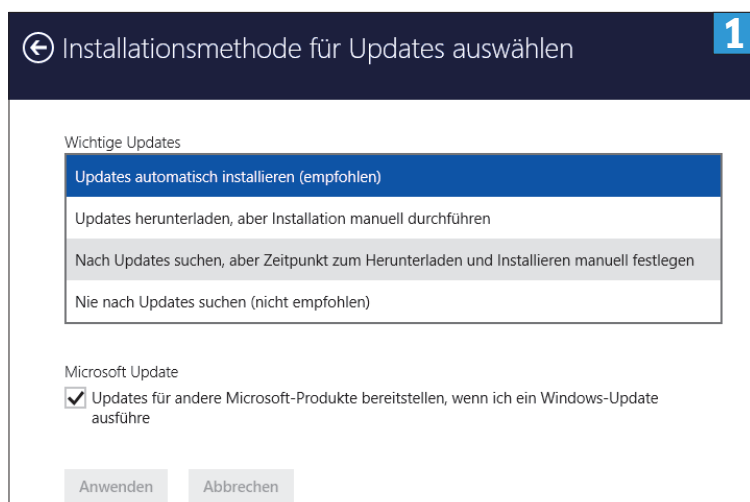 Installationsmethode für Updates auswählen
1
Wichtige Updates
Updates automatisch installieren (empfohlen)
Updates herunterladen, aber Installation manuell durchführen
Nach Updates suchen, aber Zeitpunkt zum Herunterladen und Installieren manuell festlegen
Nie nach Updates suchen (nicht empfohlen)
Microsoft Update
Updates für andere Microsoft-Produkte bereitstellen, wenn ich ein Windows-Update
ausführe
Anwenden Abbrechen